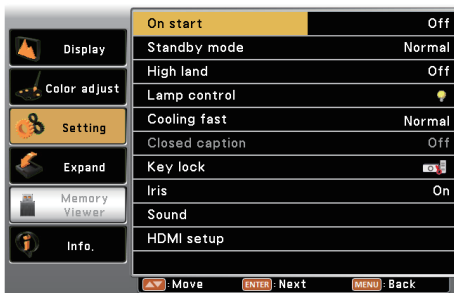 Display
Color adjust
Setting
Expand
Memory
Viewer
Info.
On start Off
Standby mode Normal
High land Off
Lamp control
Cooling fast Normal
Closed caption Off
Key lock
Iris On
Sound
HDMI setup
:Move ENTER :Next MENU :Back